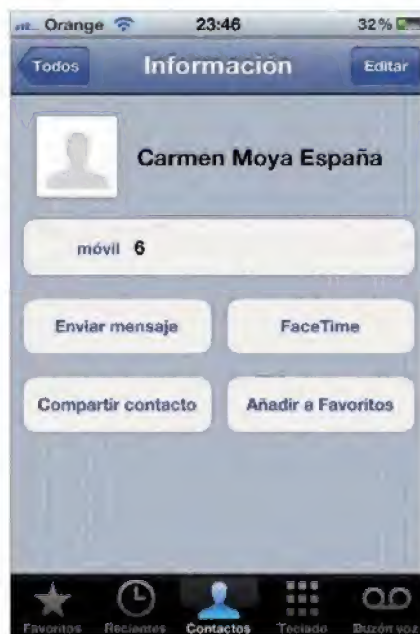 Orange 23:46 32%
Todos Información Editar
Carmen Moya España
móvil 6
Enviar mensaje FaceTime
Compartir contacto Añadir a Favoritos
Favoritos Recientes Contactos Teclado Buzón voz